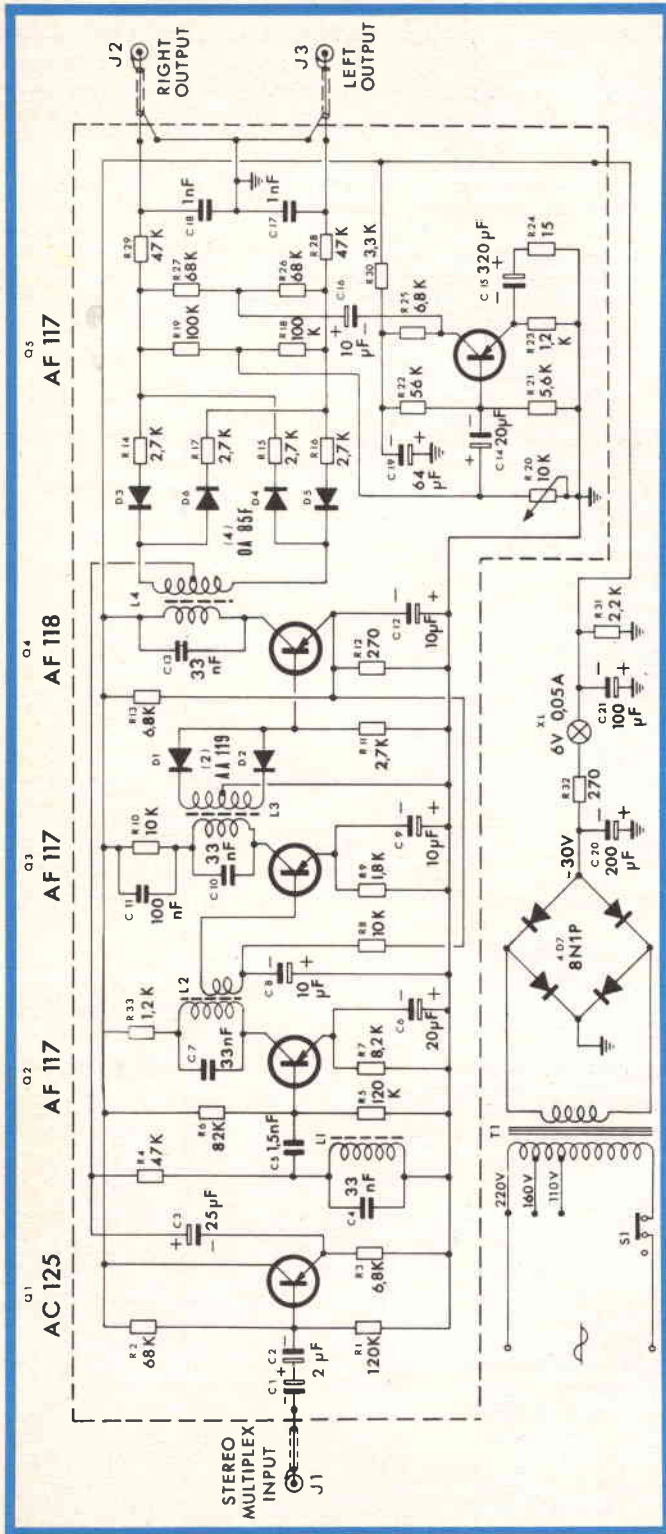 Q1
AC 125
Q2
AF 117
Q3
AF 117
Q4
AF 118
Q5
AF 117
STEREO
MULTIPLEX
INPUT
J1
C1
C2
+
2 µF
R2
68K
R1
120K
C3
+
25µF
-
R3
6,8K
R4
47K
C4
33
nF
L1
C5
1,5nF
R6
82K
R5
120
K
R33
1,2K
C7
33nF
L2
R7
8,2K
C6
20µF
-
+
C8
10
µF
-
+
R8
10K
C11
100
nF
R10
10K
C10
33
nF
L3
R9
1,8K
C9
10µF
-
+
D1
(2)
AA 119
D2
R11
2,7K
R13
6,8K
C13
33
nF
L4
R12
270
C12
10µF
-
+
D3
D6
D4
D5
(4)
OA 85F
R14
2,7K
R17
2,7K
R15
2,7K
R16
2,7K
R19
100K
R18
100
K
R27
68K
R26
68K
R29
47K
R28
47K
C18
1nF
C17
1nF
C16
+
10
µF
-
R30
3,3K
R25
6,8K
R22
56K
C19
64
µF
-
+
C14
20µF
+
-
R21
5,6K
R20
10K
R23
1,2
K
C15
320µF
+
-
R24
15
J2
RIGHT
OUTPUT
J3
LEFT
OUTPUT
220V
160V
110V
T1
S1
4 D7
8N1P
-30V
C20
200
µF
-
+
R32
270
X1
6V 0,05A
C21
100
µF
-
+
R31
2,2K